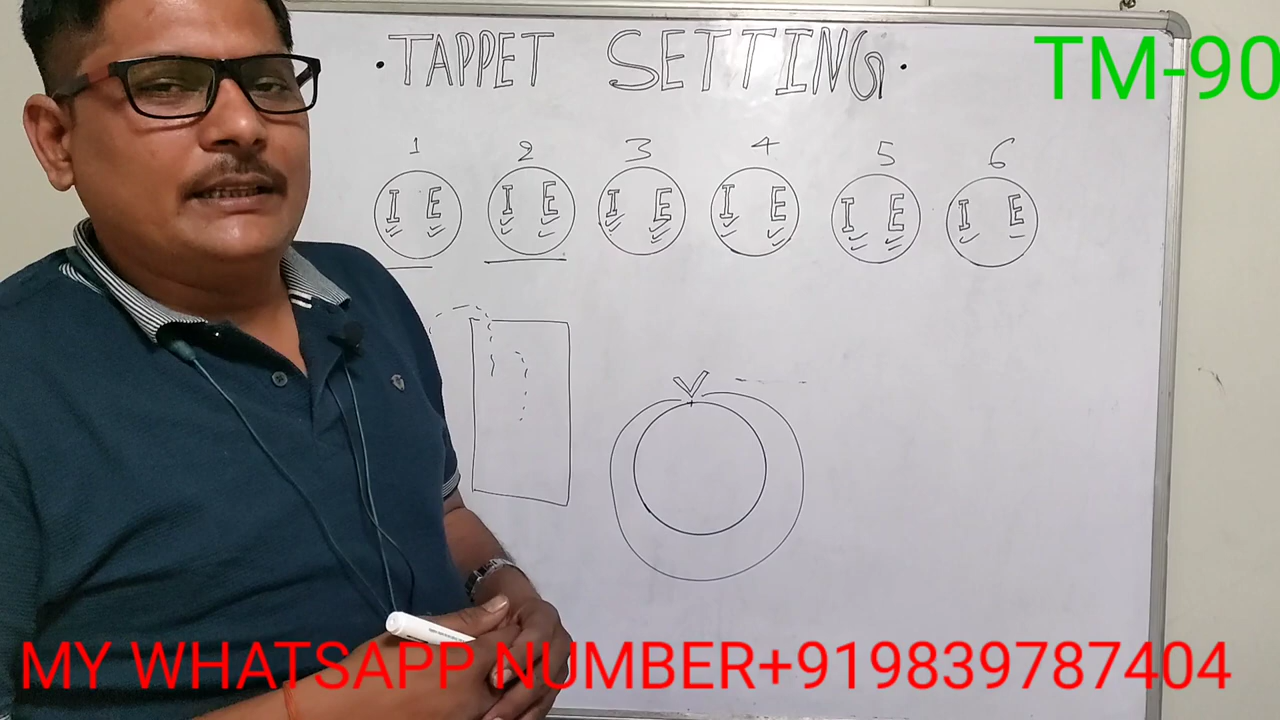 . TAPPET SETTING .
TM-90
1 2 3 4 5 6
I E I E I E I E I E I E
MY WHATSAPP NUMBER+919839787404